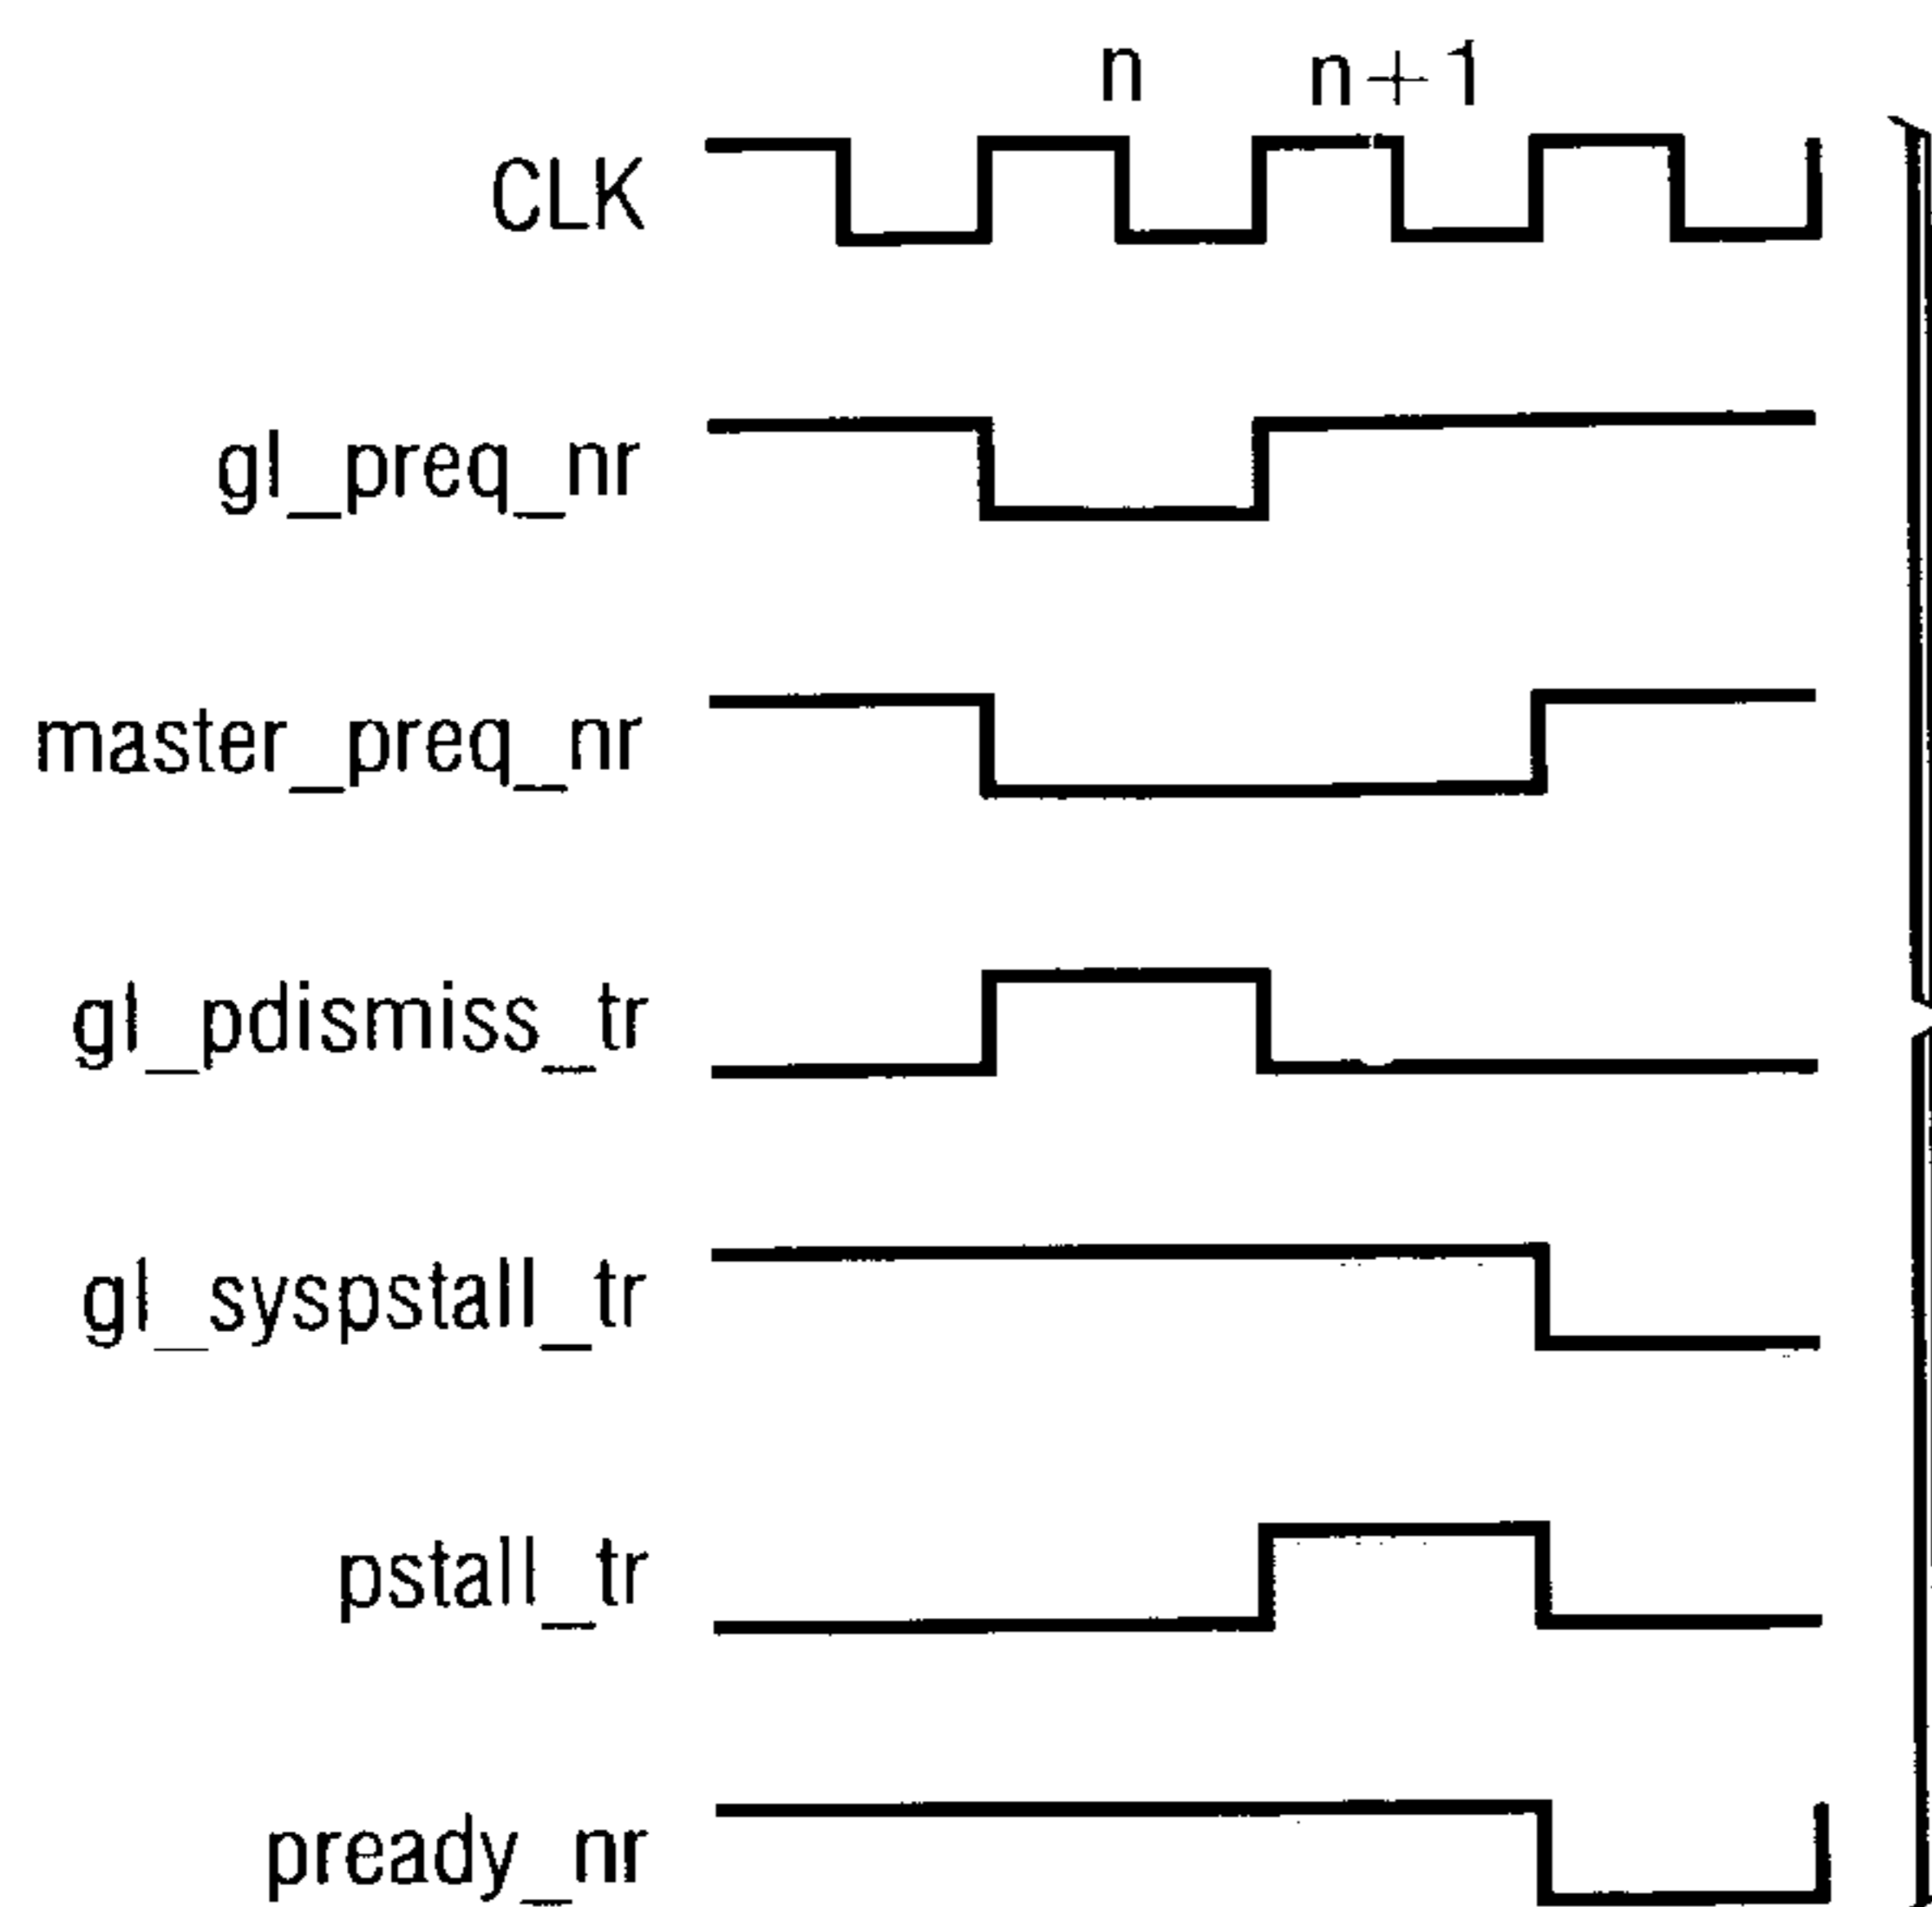 n n+1
CLK
gl_preq_nr
master_preq_nr
gl_pdismiss_tr
gl_syspstall_tr
pstall_tr
pready_nr